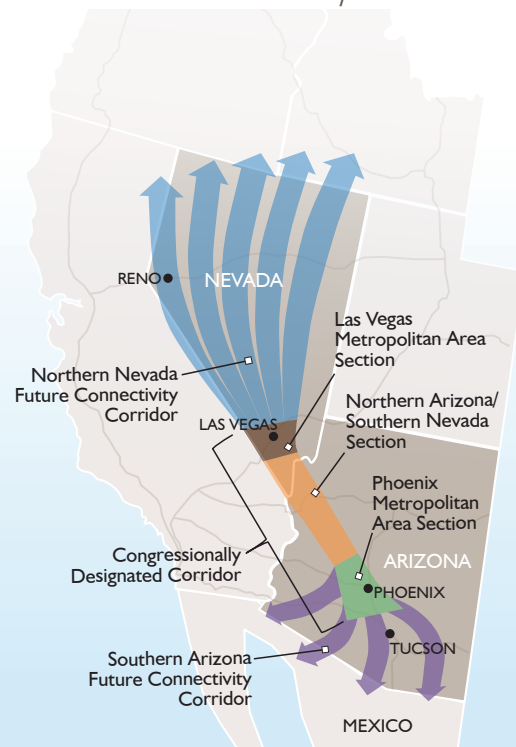 RENO
NEVADA
Las Vegas
Metropolitan Area
Section
Northern Nevada
Future Connectivity
Corridor
Northern Arizona/
Southern Nevada
Section
LAS VEGAS
Phoenix
Metropolitan
Area Section
Congressionally
Designated Corridor
ARIZONA
PHOENIX
TUCSON
Southern Arizona
Future Connectivity
Corridor
MEXICO